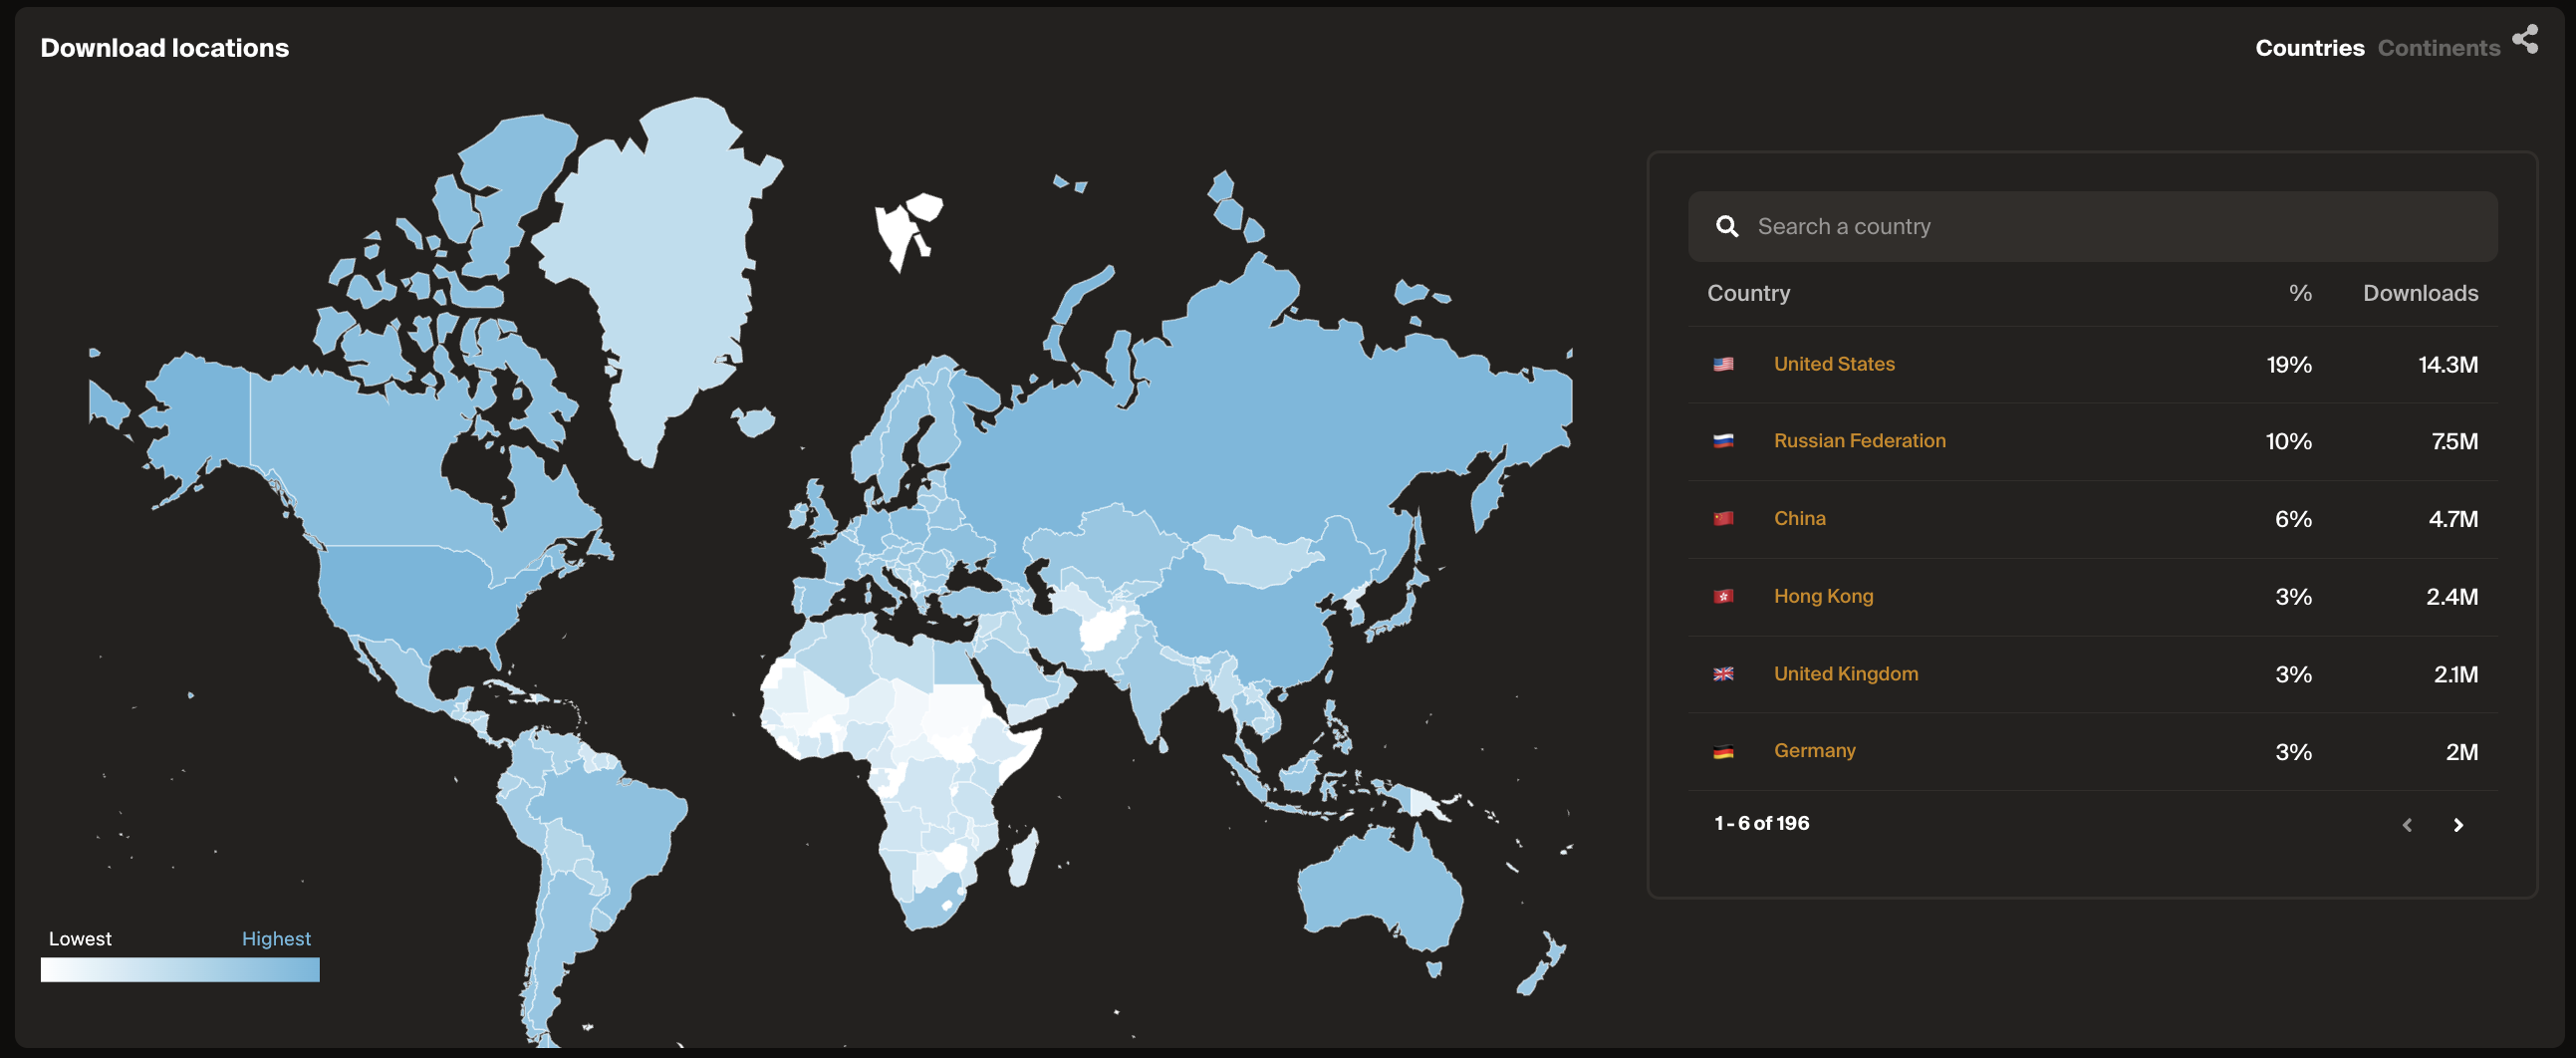 Download locations
Countries Continents
Search a country
Country % Downloads
United States 19% 14.3M
Russian Federation 10% 7.5M
China 6% 4.7M
Hong Kong 3% 2.4M
United Kingdom 3% 2.1M
Germany 3% 2M
1 - 6 of 196
Lowest Highest